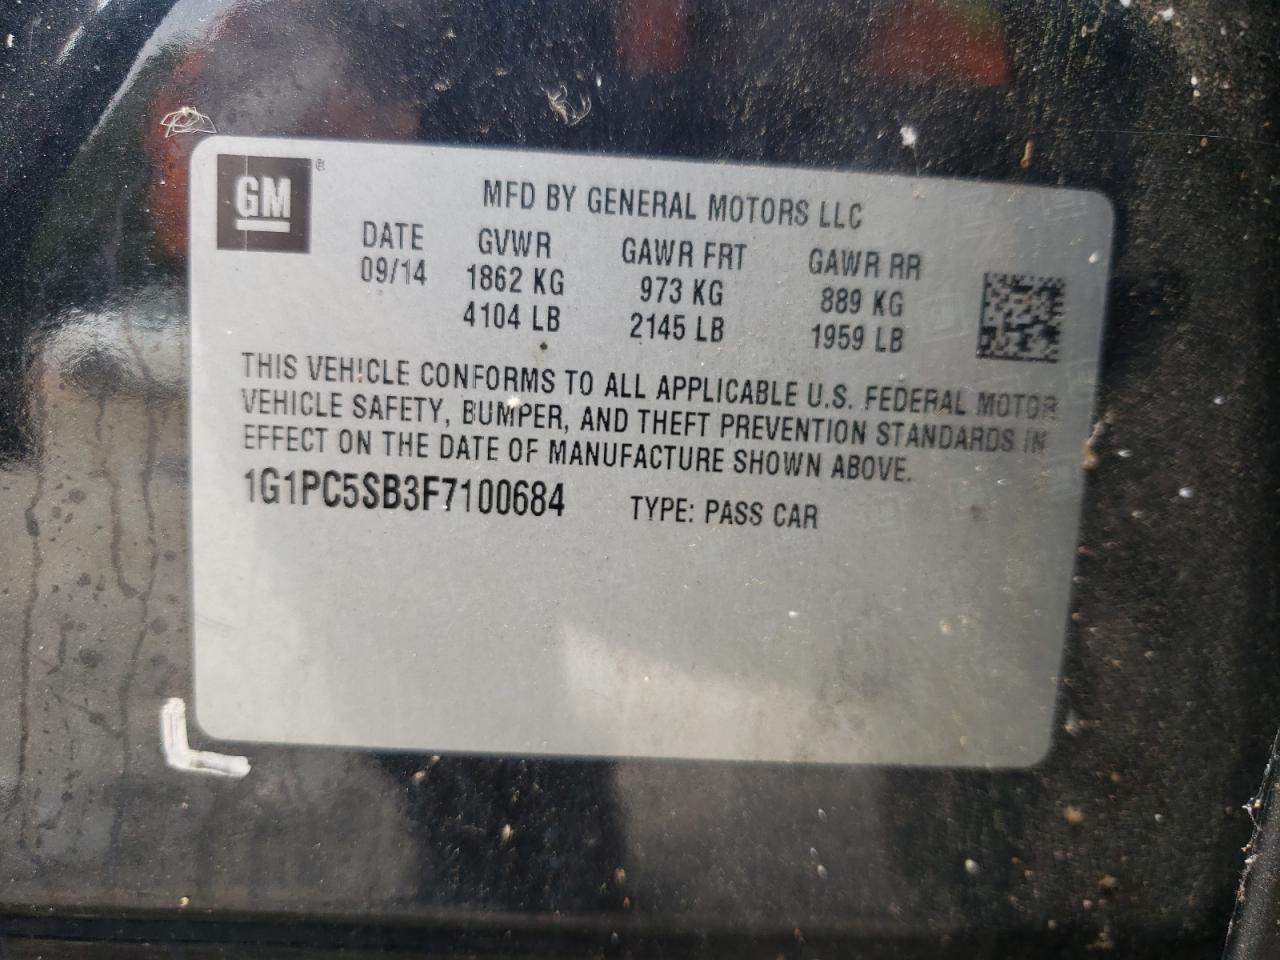 GM ®
MFD BY GENERAL MOTORS LLC
DATE GVWR GAWR FRT GAWR RR
09/14 1862 KG 973 KG 889 KG
4104 LB 2145 LB 1959 LB
THIS VEHICLE CONFORMS TO ALL APPLICABLE U.S. FEDERAL MOTOR
VEHICLE SAFETY, BUMPER, AND THEFT PREVENTION STANDARDS IN
EFFECT ON THE DATE OF MANUFACTURE SHOWN ABOVE.
1G1PC5SB3F7100684 TYPE: PASS CAR